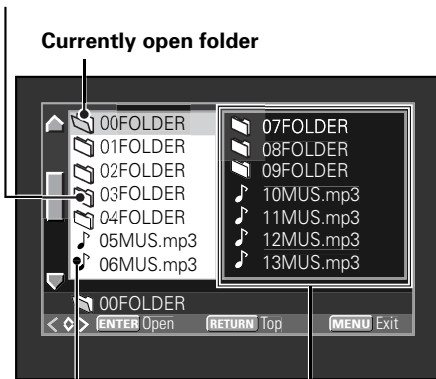 Currently open folder
00FOLDER
01FOLDER
02FOLDER
03FOLDER
04FOLDER
05MUS.mp3
06MUS.mp3
07FOLDER
08FOLDER
09FOLDER
10MUS.mp3
11MUS.mp3
12MUS.mp3
13MUS.mp3
00FOLDER
ENTER Open RETURN Top MENU Exit